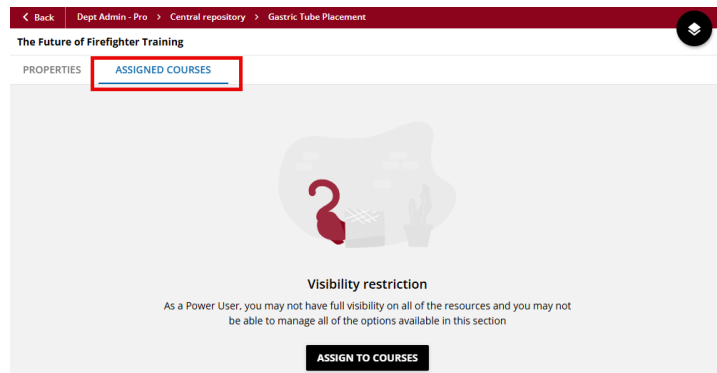 Back Dept Admin - Pro > Central repository > Gastric Tube Placement
The Future of Firefighter Training
PROPERTIES ASSIGNED COURSES
Visibility restriction
As a Power User, you may not have full visibility on all of the resources and you may not
be able to manage all of the options available in this section
ASSIGN TO COURSES